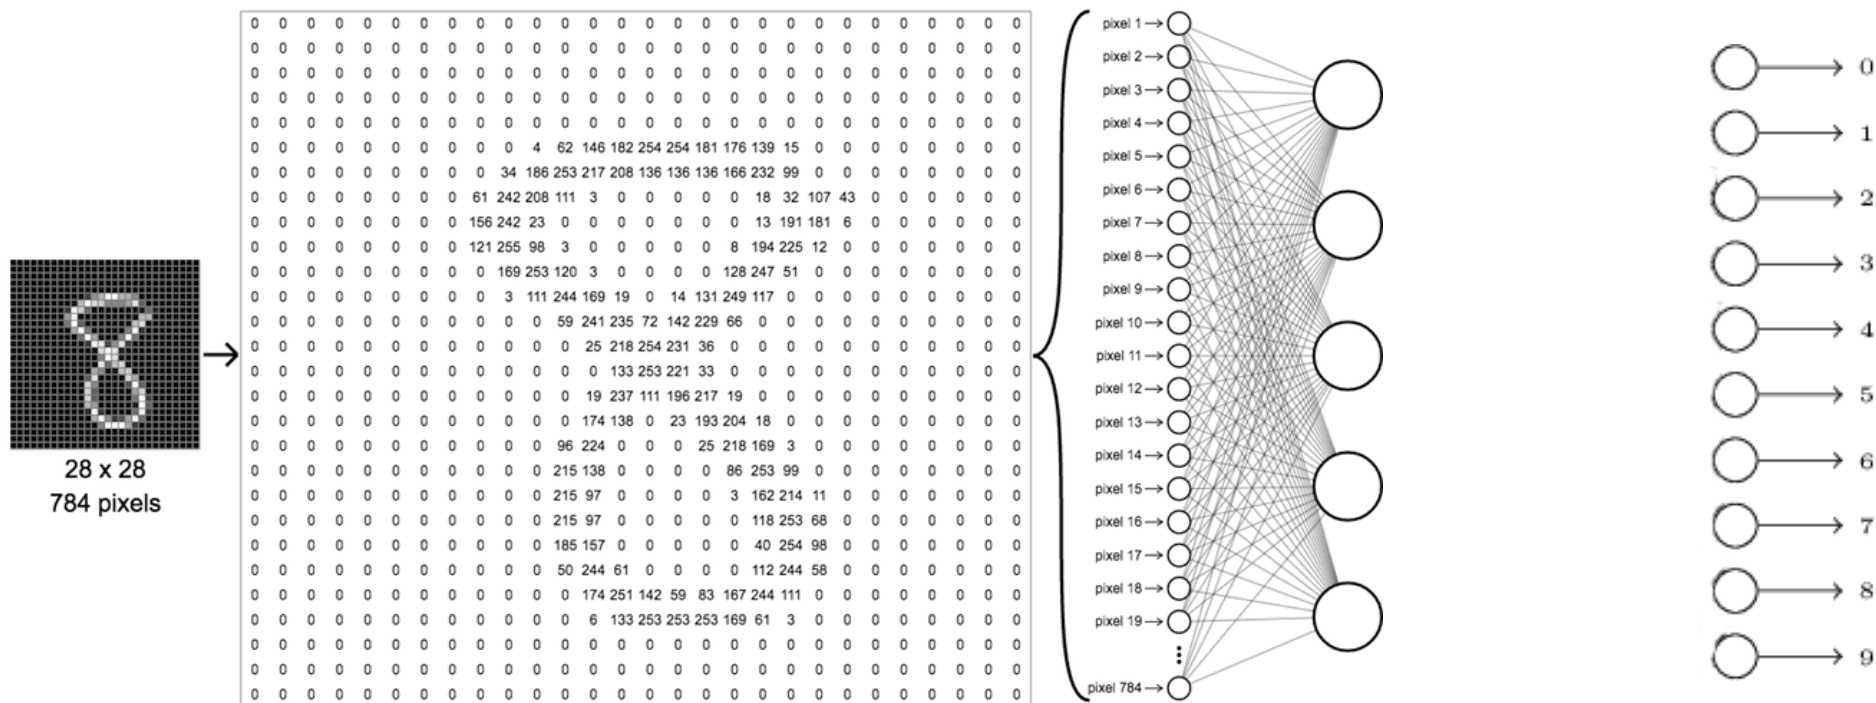 28 x 28
784 pixels
0 0 0 0 0 0 0 0 0 0 0 0 0 0 0 0 0 0 0 0 0 0 0 0 0 0 0 0
0 0 0 0 0 0 0 0 0 0 0 0 0 0 0 0 0 0 0 0 0 0 0 0 0 0 0 0
0 0 0 0 0 0 0 0 0 0 0 0 0 0 0 0 0 0 0 0 0 0 0 0 0 0 0 0
0 0 0 0 0 0 0 0 0 0 0 0 0 0 0 0 0 0 0 0 0 0 0 0 0 0 0 0
0 0 0 0 0 0 0 0 0 0 0 0 0 0 0 0 0 0 0 0 0 0 0 0 0 0 0 0
0 0 0 0 0 0 0 0 0 0 4 62 146 182 254 254 181 176 139 15 0 0 0 0 0 0 0 0
0 0 0 0 0 0 0 0 0 34 186 253 217 208 136 136 136 166 232 99 0 0 0 0 0 0 0 0
0 0 0 0 0 0 0 0 61 242 208 111 3 0 0 0 0 0 18 32 107 43 0 0 0 0 0 0
0 0 0 0 0 0 0 0 156 242 23 0 0 0 0 0 0 0 13 191 181 6 0 0 0 0 0 0
0 0 0 0 0 0 0 0 121 255 98 3 0 0 0 0 0 8 194 225 12 0 0 0 0 0 0 0
0 0 0 0 0 0 0 0 0 169 253 120 3 0 0 0 0 128 247 51 0 0 0 0 0 0 0 0
0 0 0 0 0 0 0 0 0 3 111 244 169 19 0 14 131 249 117 0 0 0 0 0 0 0 0 0
0 0 0 0 0 0 0 0 0 0 0 59 241 235 72 142 229 66 0 0 0 0 0 0 0 0 0 0
0 0 0 0 0 0 0 0 0 0 0 0 25 218 254 231 36 0 0 0 0 0 0 0 0 0 0 0
0 0 0 0 0 0 0 0 0 0 0 0 0 133 253 221 33 0 0 0 0 0 0 0 0 0 0 0
0 0 0 0 0 0 0 0 0 0 0 0 19 237 111 196 217 19 0 0 0 0 0 0 0 0 0 0
0 0 0 0 0 0 0 0 0 0 0 0 174 138 0 23 193 204 18 0 0 0 0 0 0 0 0 0
0 0 0 0 0 0 0 0 0 0 0 96 224 0 0 0 25 218 169 3 0 0 0 0 0 0 0 0
0 0 0 0 0 0 0 0 0 0 0 215 138 0 0 0 0 86 253 99 0 0 0 0 0 0 0 0
0 0 0 0 0 0 0 0 0 0 0 215 97 0 0 0 0 3 162 214 11 0 0 0 0 0 0 0
0 0 0 0 0 0 0 0 0 0 0 215 97 0 0 0 0 0 118 253 68 0 0 0 0 0 0 0
0 0 0 0 0 0 0 0 0 0 0 185 157 0 0 0 0 0 40 254 98 0 0 0 0 0 0 0
0 0 0 0 0 0 0 0 0 0 0 50 244 61 0 0 0 0 112 244 58 0 0 0 0 0 0 0
0 0 0 0 0 0 0 0 0 0 0 0 174 251 142 59 83 167 244 111 0 0 0 0 0 0 0 0
0 0 0 0 0 0 0 0 0 0 0 0 6 133 253 253 253 169 61 3 0 0 0 0 0 0 0 0
0 0 0 0 0 0 0 0 0 0 0 0 0 0 0 0 0 0 0 0 0 0 0 0 0 0 0 0
0 0 0 0 0 0 0 0 0 0 0 0 0 0 0 0 0 0 0 0 0 0 0 0 0 0 0 0
0 0 0 0 0 0 0 0 0 0 0 0 0 0 0 0 0 0 0 0 0 0 0 0 0 0 0 0
pixel 1
pixel 2
pixel 3
pixel 4
pixel 5
pixel 6
pixel 7
pixel 8
pixel 9
pixel 10
pixel 11
pixel 12
pixel 13
pixel 14
pixel 15
pixel 16
pixel 17
pixel 18
pixel 19
pixel 784
0
1
2
3
4
5
6
7
8
9